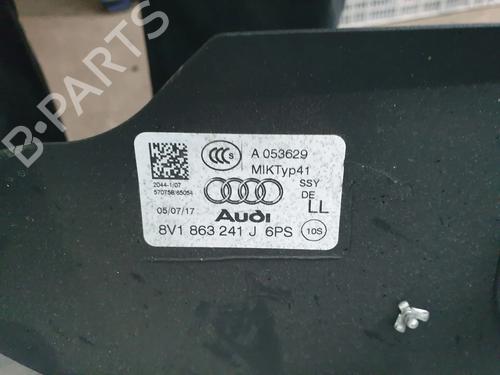 B-PARTS
CCC S
A 053629
MIKTyp41
2044-1/07
570758/65054
SSY
DE
LL
05/07/17
Audi
8V1 863 241 J 6PS
10S